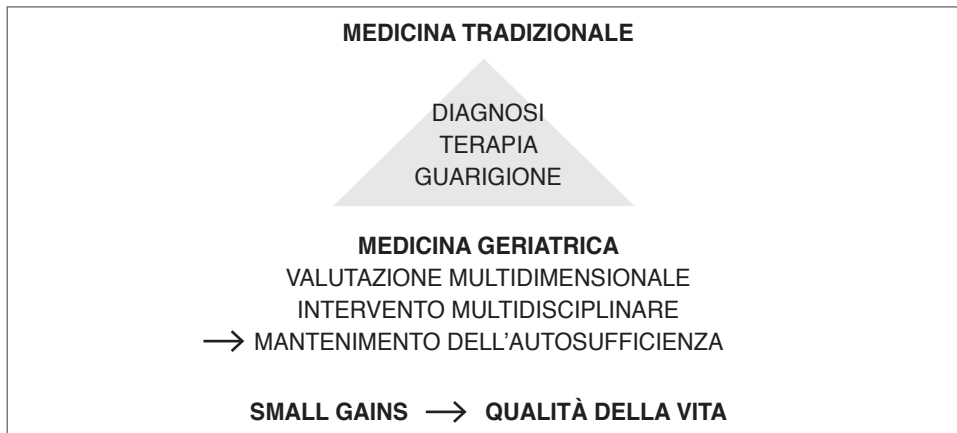 MEDICINA TRADIZIONALE
DIAGNOSI
TERAPIA
GUARIGIONE
MEDICINA GERIATRICA
VALUTAZIONE MULTIDIMENSIONALE
INTERVENTO MULTIDISCIPLINARE
→ MANTENIMENTO DELL'AUTOSUFFICIENZA
SMALL GAINS → QUALITÀ DELLA VITA